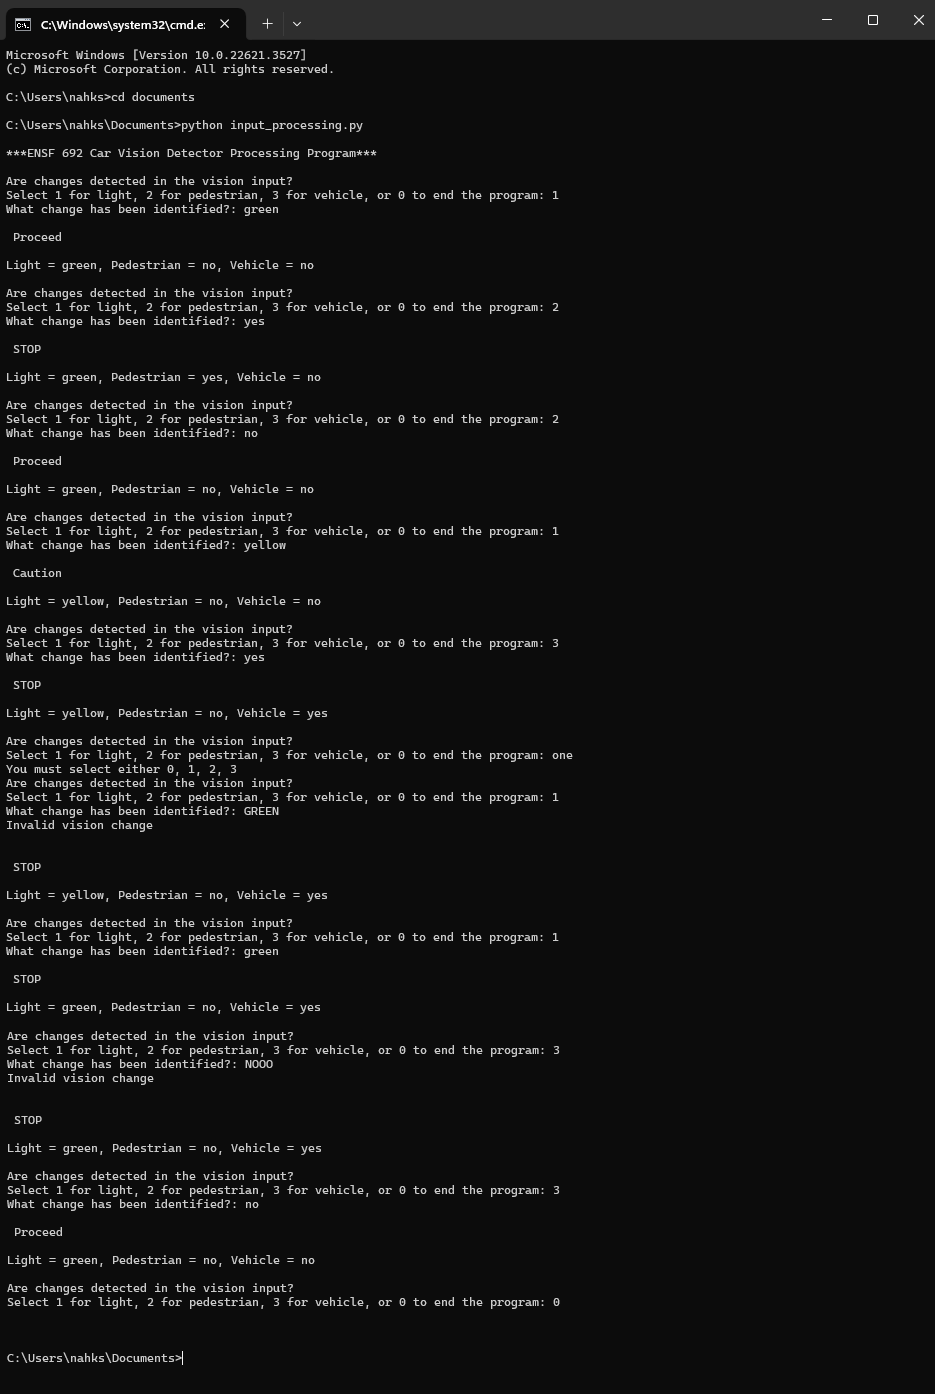 C:\Windows\system32\cmd.e:
Microsoft Windows [Version 10.0.22621.3527]
(c) Microsoft Corporation. All rights reserved.
C:\Users\nahks>cd documents
C:\Users\nahks\Documents>python input_processing.py
***ENSF 692 Car Vision Detector Processing Program***
Are changes detected in the vision input?
Select 1 for light, 2 for pedestrian, 3 for vehicle, or 0 to end the program: 1
What change has been identified?: green
Proceed
Light = green, Pedestrian = no, Vehicle = no
Are changes detected in the vision input?
Select 1 for light, 2 for pedestrian, 3 for vehicle, or 0 to end the program: 2
What change has been identified?: yes
STOP
Light = green, Pedestrian = yes, Vehicle = no
Are changes detected in the vision input?
Select 1 for light, 2 for pedestrian, 3 for vehicle, or 0 to end the program: 2
What change has been identified?: no
Proceed
Light = green, Pedestrian = no, Vehicle = no
Are changes detected in the vision input?
Select 1 for light, 2 for pedestrian, 3 for vehicle, or 0 to end the program: 1
What change has been identified?: yellow
Caution
Light = yellow, Pedestrian = no, Vehicle = no
Are changes detected in the vision input?
Select 1 for light, 2 for pedestrian, 3 for vehicle, or 0 to end the program: 3
What change has been identified?: yes
STOP
Light = yellow, Pedestrian = no, Vehicle = yes
Are changes detected in the vision input?
Select 1 for light, 2 for pedestrian, 3 for vehicle, or 0 to end the program: one
You must select either 0, 1, 2, 3
Are changes detected in the vision input?
Select 1 for light, 2 for pedestrian, 3 for vehicle, or 0 to end the program: 1
What change has been identified?: GREEN
Invalid vision change
STOP
Light = yellow, Pedestrian = no, Vehicle = yes
Are changes detected in the vision input?
Select 1 for light, 2 for pedestrian, 3 for vehicle, or 0 to end the program: 1
What change has been identified?: green
STOP
Light = green, Pedestrian = no, Vehicle = yes
Are changes detected in the vision input?
Select 1 for light, 2 for pedestrian, 3 for vehicle, or 0 to end the program: 3
What change has been identified?: NOOO
Invalid vision change
STOP
Light = green, Pedestrian = no, Vehicle = yes
Are changes detected in the vision input?
Select 1 for light, 2 for pedestrian, 3 for vehicle, or 0 to end the program: 3
What change has been identified?: no
Proceed
Light = green, Pedestrian = no, Vehicle = no
Are changes detected in the vision input?
Select 1 for light, 2 for pedestrian, 3 for vehicle, or 0 to end the program: 0
C:\Users\nahks\Documents>